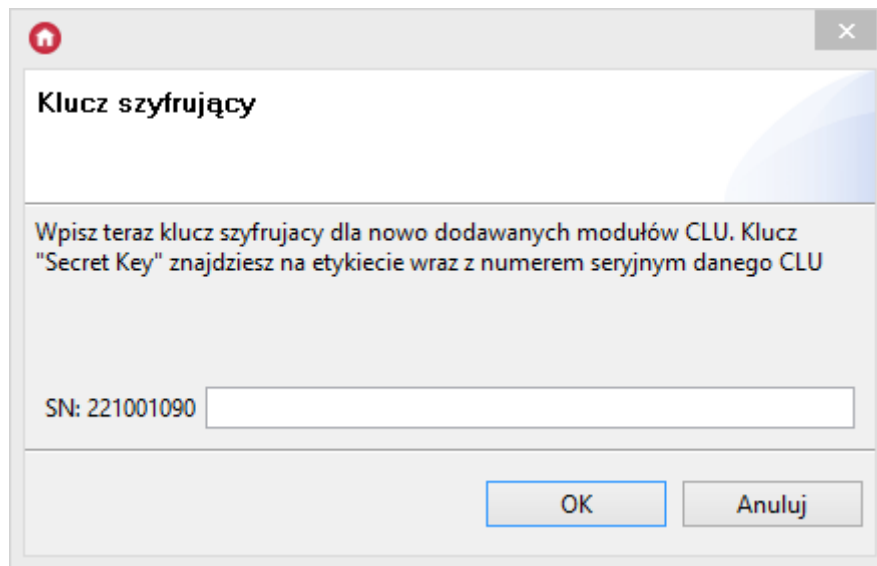 Klucz szyfrujący
Wpisz teraz klucz szyfrujacy dla nowo dodawanych modułów CLU. Klucz
"Secret Key" znajdziesz na etykiecie wraz z numerem seryjnym danego CLU
SN: 221001090
OK Anuluj